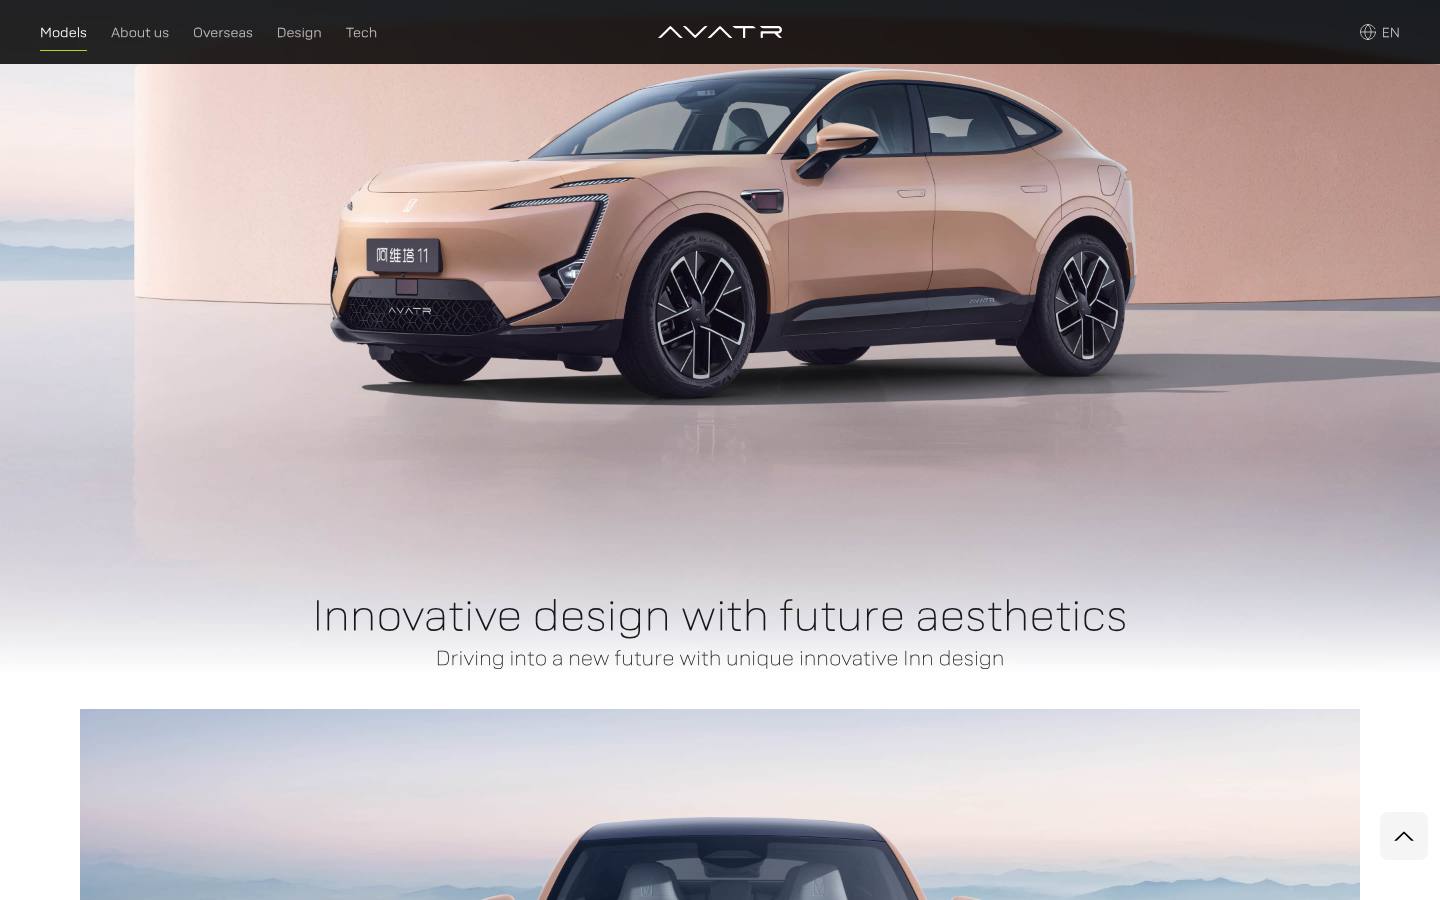 Models
About us
Overseas
Design
Tech
AVATR
EN
阿维塔 11
AVATR
AVATR
Innovative design with future aesthetics
Driving into a new future with unique innovative Inn design